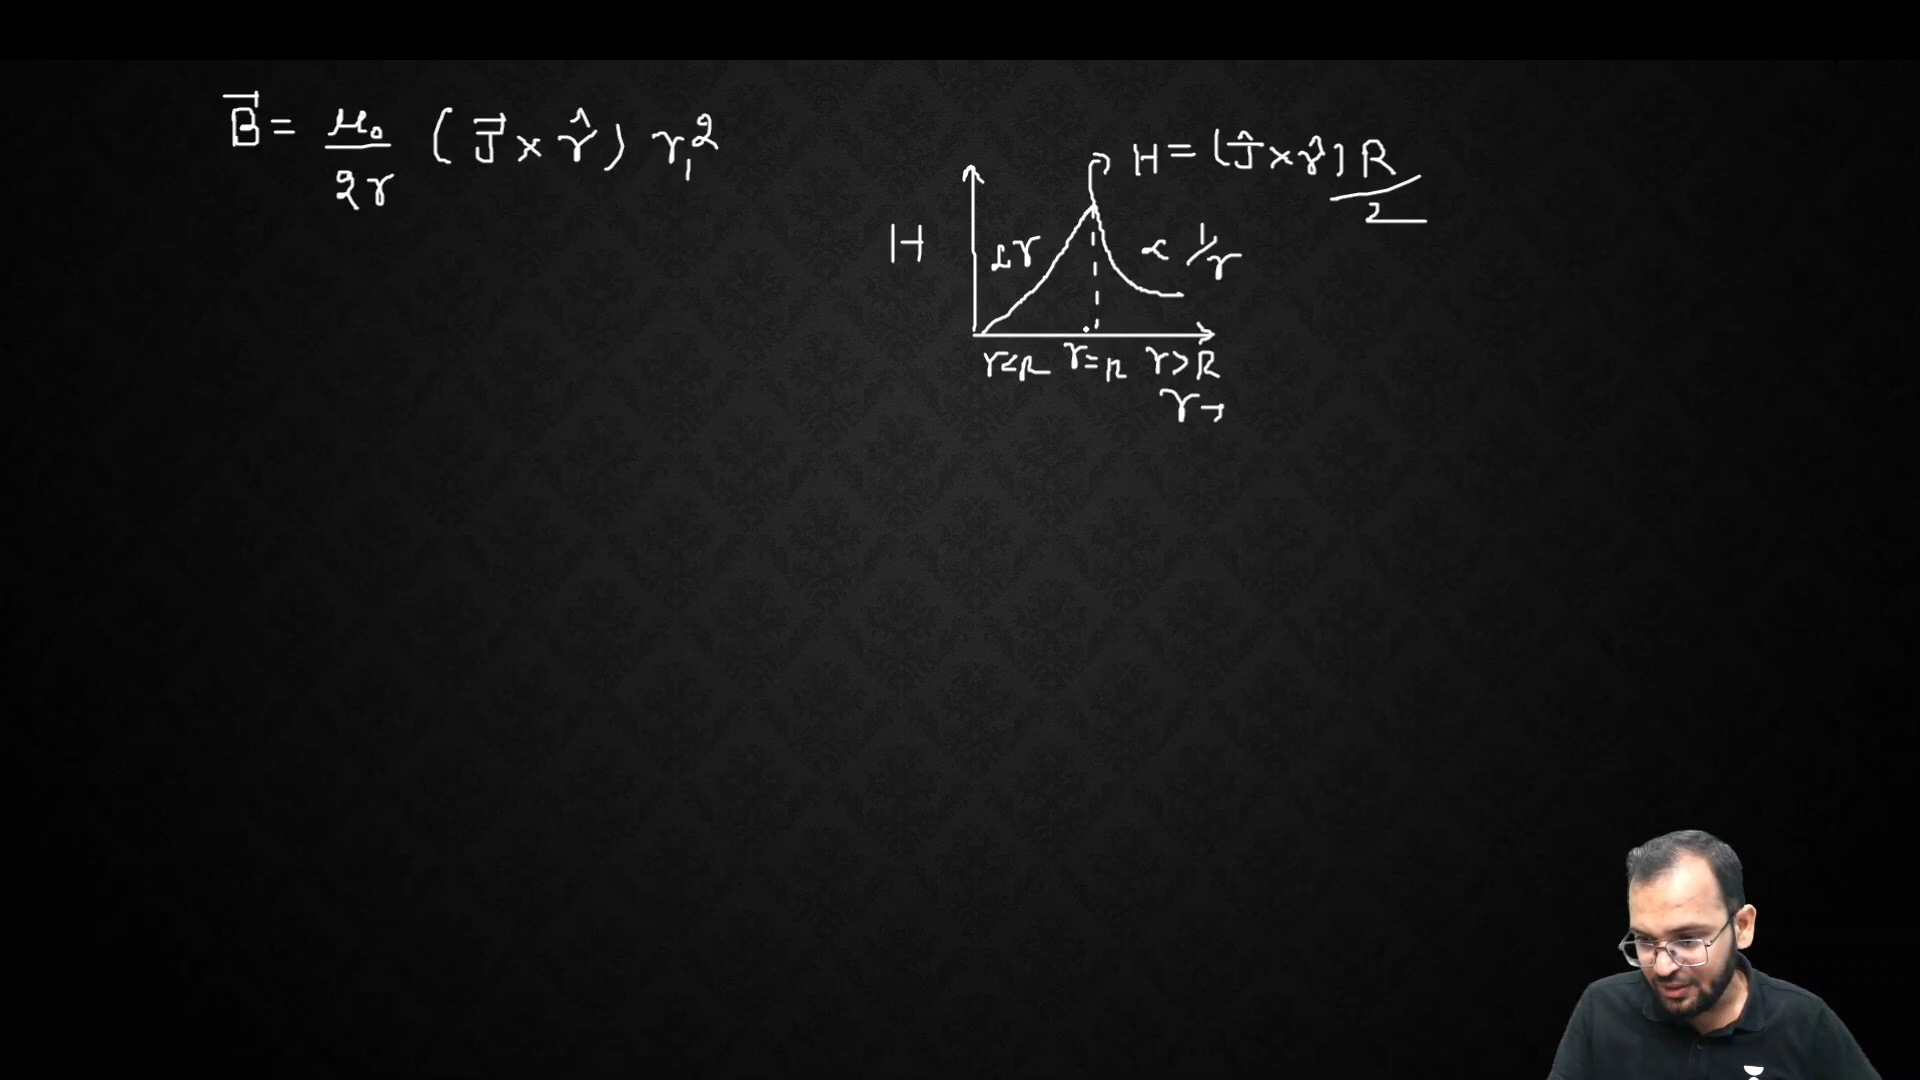 B⃗ = μ₀/2r (J⃗ × r̂) r₁²
H = (J⃗ × r̂) R/2
H
∝ r
∝ 1/r
r<R r=R r>R
r→